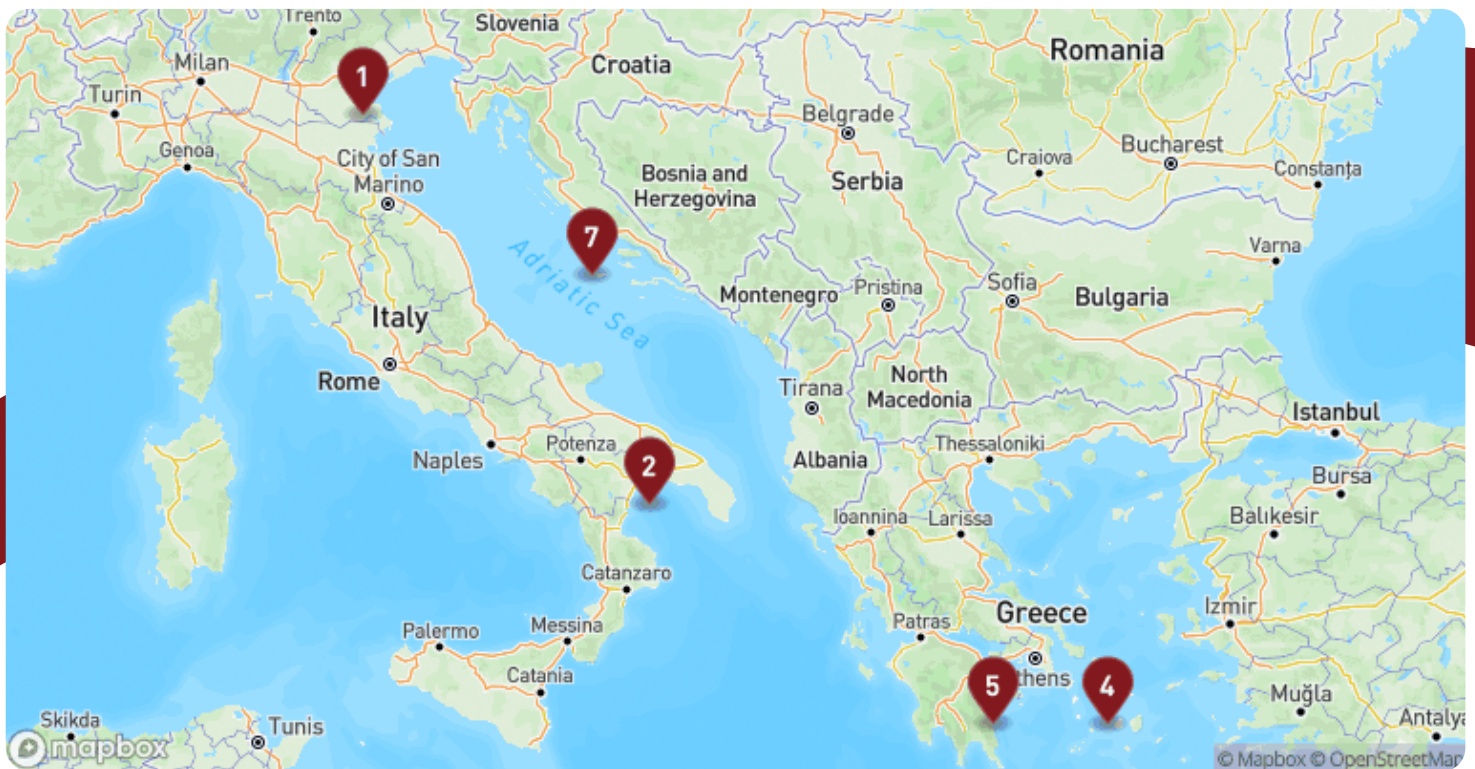 Trento
Slovenia
Croatia
Romania
Milan
1
Turin
Belgrade
Genoa
City of San
Marino
Bosnia and
Herzegovina
Serbia
Craiova
Bucharest
Constanța
7
Adriatic Sea
Varna
Montenegro
Pristina
Sofia
Bulgaria
Italy
Rome
Tirana
North
Macedonia
Istanbul
Naples
Potenza
2
Albania
Thessaloniki
Bursa
Ioannina
Larissa
Balıkesir
Catanzaro
Greece
Izmir
Palermo
Messina
Patras
Catania
5
thens
4
Muğla
Skikda
Tunis
Antalya
mapbox
© Mapbox © OpenStreetMap